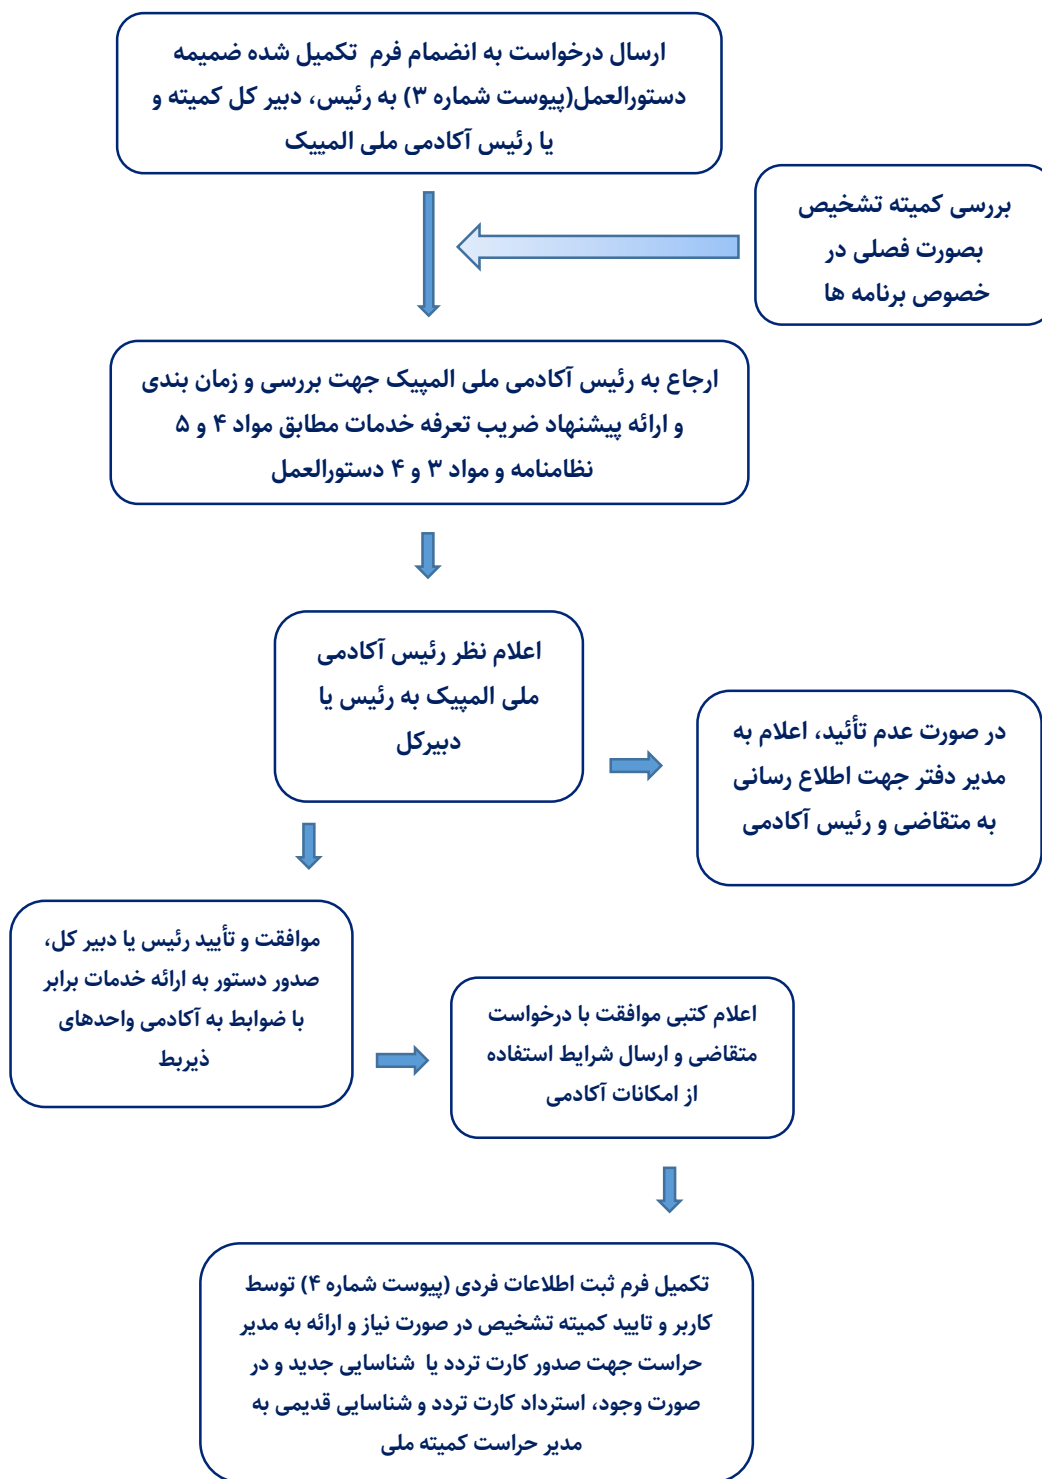 ارسال درخواست به انضمام فرم تکمیل شده ضمیمه
دستورالعمل(پیوست شماره ۳) به رئیس، دبیر کل کمیته و
یا رئیس آکادمی ملی المپیک
بررسی کمیته تشخیص
بصورت فصلی در
خصوص برنامه ها
ارجاع به رئیس آکادمی ملی المپیک جهت بررسی و زمان بندی
و ارائه پیشنهاد ضریب تعرفه خدمات مطابق مواد ۴ و ۵
نظامنامه و مواد ۳ و ۴ دستورالعمل
اعلام نظر رئیس آکادمی
ملی المپیک به رئیس یا
دبیرکل
در صورت عدم تأئید، اعلام به
مدیر دفتر جهت اطلاع رسانی
به متقاضی و رئیس آکادمی
موافقت و تأیید رئیس یا دبیر کل،
صدور دستور به ارائه خدمات برابر
با ضوابط به آکادمی واحدهای
ذیربط
اعلام کتبی موافقت با درخواست
متقاضی و ارسال شرایط استفاده
از امکانات آکادمی
تکمیل فرم ثبت اطلاعات فردی (پیوست شماره ۴) توسط
کاربر و تایید کمیته تشخیص در صورت نیاز و ارائه به مدیر
حراست جهت صدور کارت تردد یا شناسایی جدید و در
صورت وجود، استرداد کارت تردد و شناسایی قدیمی به
مدیر حراست کمیته ملی